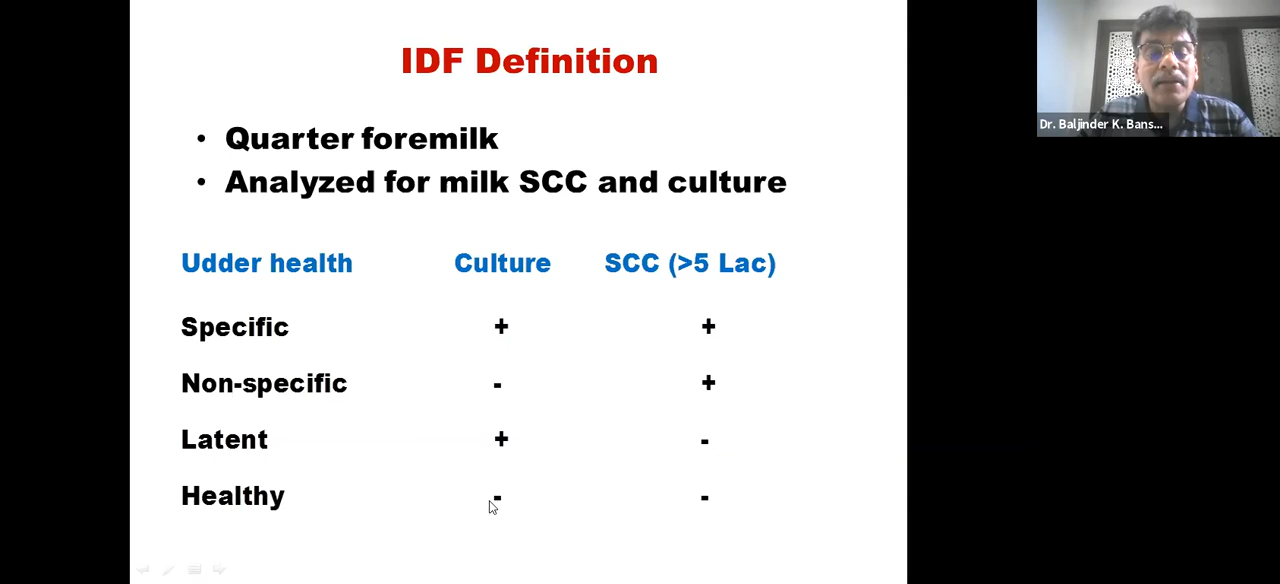 IDF Definition
• Quarter foremilk
• Analyzed for milk SCC and culture
Udder health Culture SCC (>5 Lac)
Specific + +
Non-specific - +
Latent + -
Healthy - -
Dr. Baljinder K. Bans...